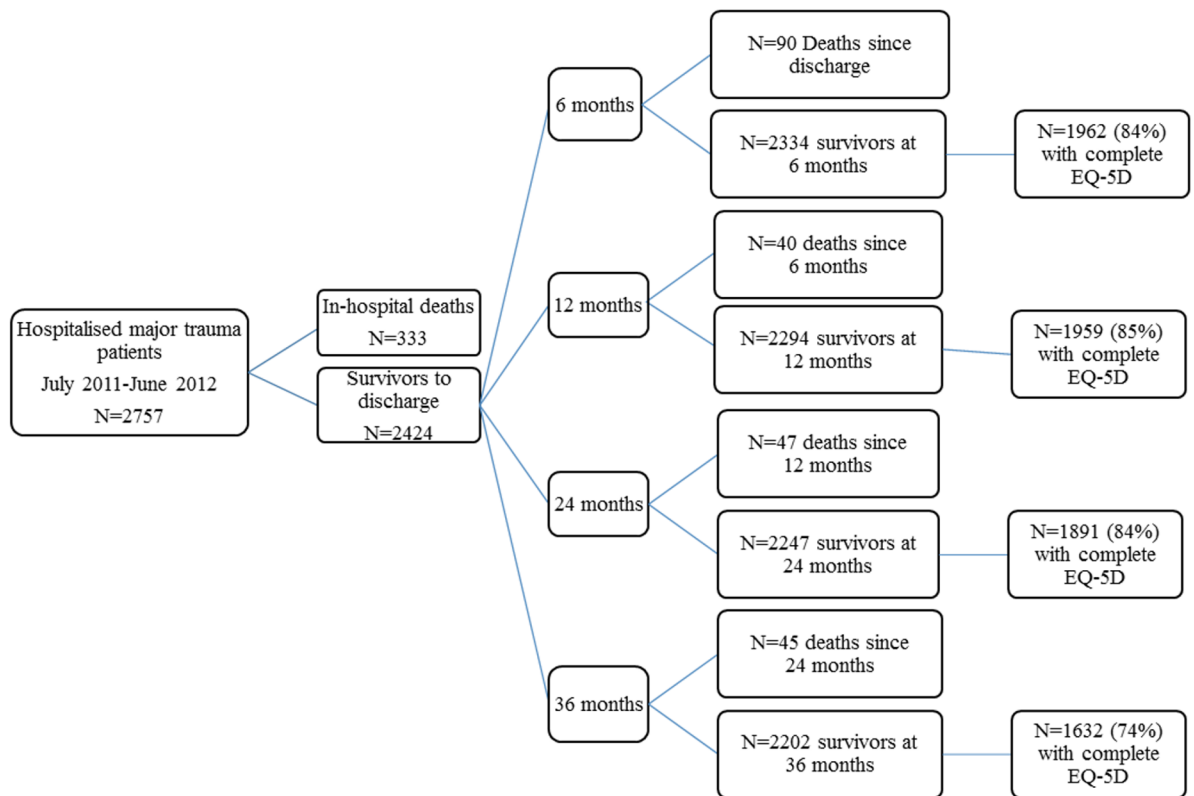 Hospitalised major trauma
patients
July 2011-June 2012
N=2757
In-hospital deaths
N=333
Survivors to
discharge
N=2424
6 months
N=90 Deaths since
discharge
N=2334 survivors at
6 months
N=1962 (84%)
with complete
EQ-5D
12 months
N=40 deaths since
6 months
N=2294 survivors at
12 months
N=1959 (85%)
with complete
EQ-5D
24 months
N=47 deaths since
12 months
N=2247 survivors at
24 months
N=1891 (84%)
with complete
EQ-5D
36 months
N=45 deaths since
24 months
N=2202 survivors at
36 months
N=1632 (74%)
with complete
EQ-5D